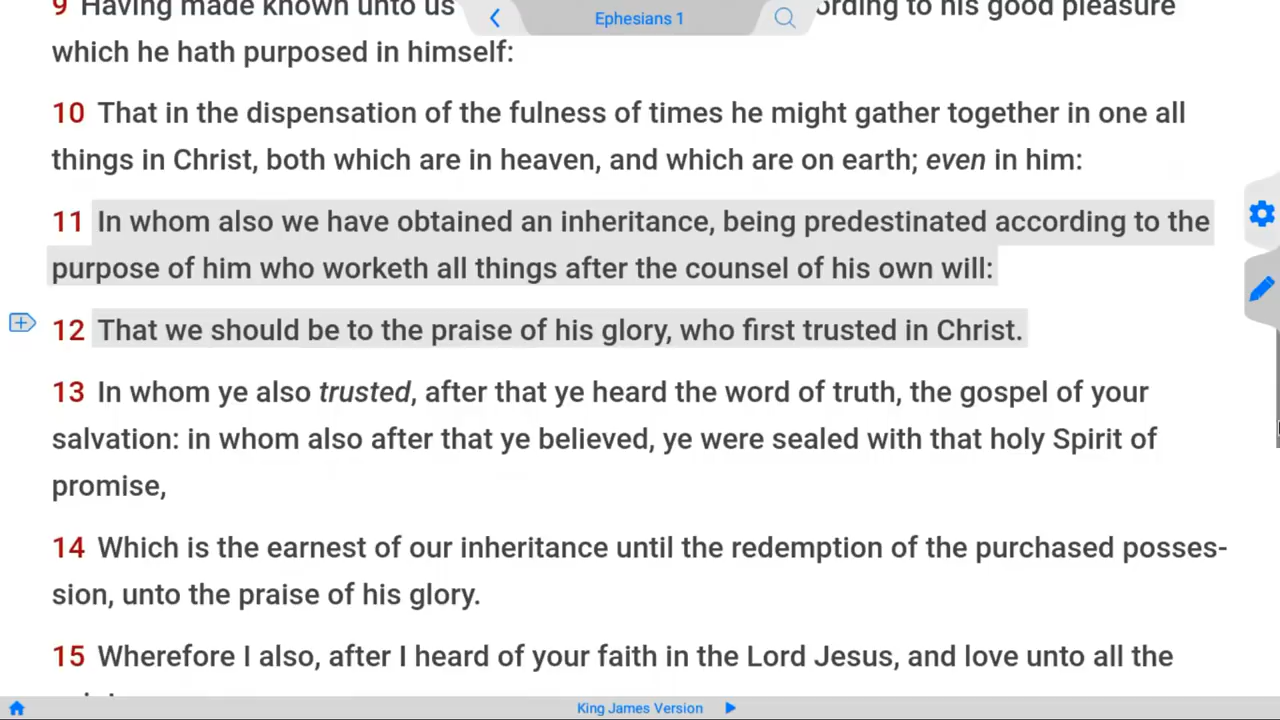 9 Having made known unto us
Ephesians 1
ording to his good pleasure
which he hath purposed in himself:
10 That in the dispensation of the fulness of times he might gather together in one all
things in Christ, both which are in heaven, and which are on earth; even in him:
11 In whom also we have obtained an inheritance, being predestinated according to the
purpose of him who worketh all things after the counsel of his own will:
12 That we should be to the praise of his glory, who first trusted in Christ.
13 In whom ye also trusted, after that ye heard the word of truth, the gospel of your
salvation: in whom also after that ye believed, ye were sealed with that holy Spirit of
promise,
14 Which is the earnest of our inheritance until the redemption of the purchased posses-
sion, unto the praise of his glory.
15 Wherefore I also, after I heard of your faith in the Lord Jesus, and love unto all the
King James Version